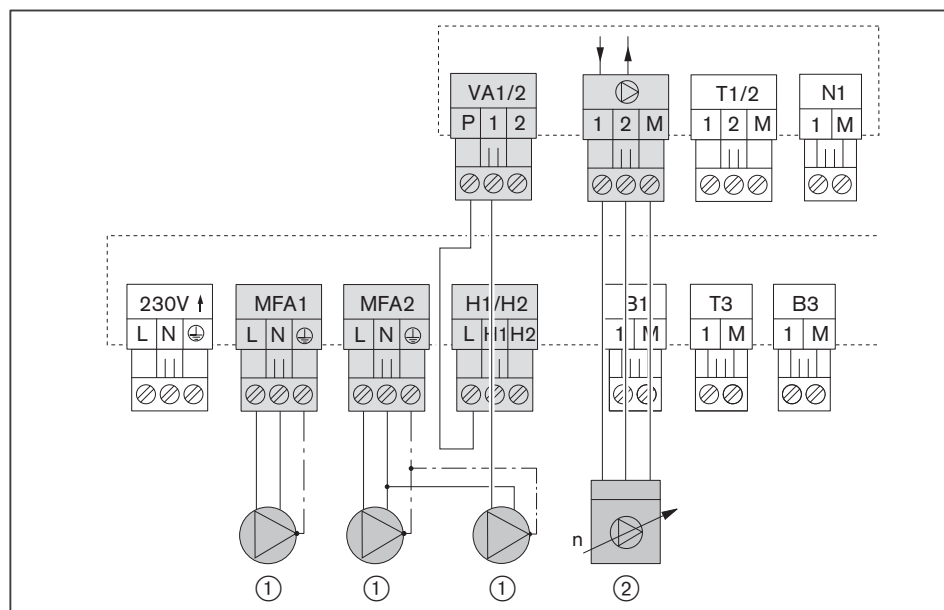 VA1/2 T1/2 N1
P 1 2 1 2 M 1 2 M 1 M
230V ↑ MFA1 MFA2 H1/H2 B1 T3 B3
L N L N L N L H1 H2 1 M 1 M 1 M
n
① ① ① ②